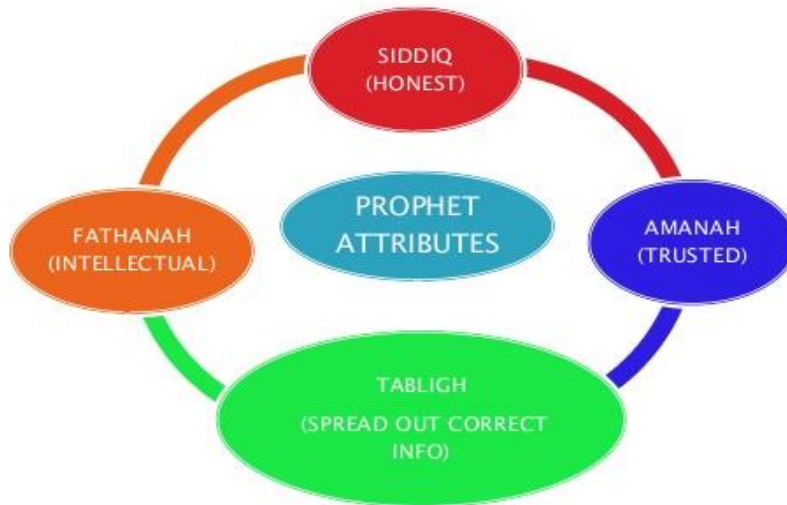 SIDDIQ
(HONEST)
PROPHET
ATTRIBUTES
FATHANAH
(INTELLECTUAL)
AMANAH
(TRUSTED)
TABLIGH
(SPREAD OUT CORRECT
INFO)